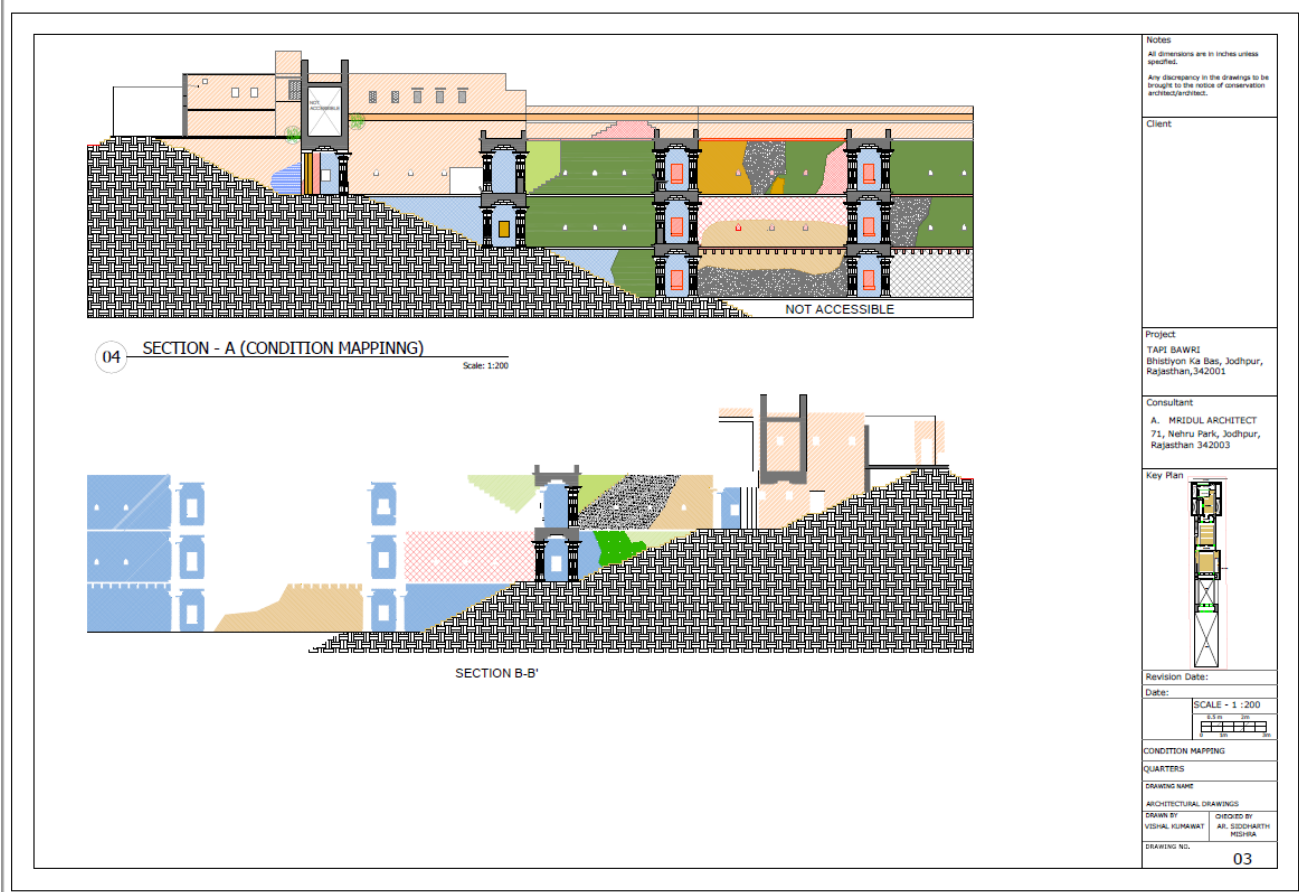 NOT
ACCESSIBLE
NOT ACCESSIBLE
04
SECTION - A (CONDITION MAPPINNG)
Scale: 1:200
SECTION B-B'
Notes
All dimensions are in inches unless
specified.
Any discrepancy in the drawings to be
brought to the notice of conservation
architect/architect.
Client
Project
TAPI BAWRI
Bhistiyon Ka Bas, Jodhpur,
Rajasthan,342001
Consultant
A. MRIDUL ARCHITECT
71, Nehru Park, Jodhpur,
Rajasthan 342003
Key Plan
Revision Date:
Date:
SCALE - 1 :200
0.5 m 2m
0
CONDITION MAPPING
QUARTERS
DRAWING NAME
ARCHITECTURAL DRAWINGS
DRAWN BY
VISHAL KUMAWAT
CHECKED BY
AR. SIDDHARTH
MISHRA
DRAWING NO.
03